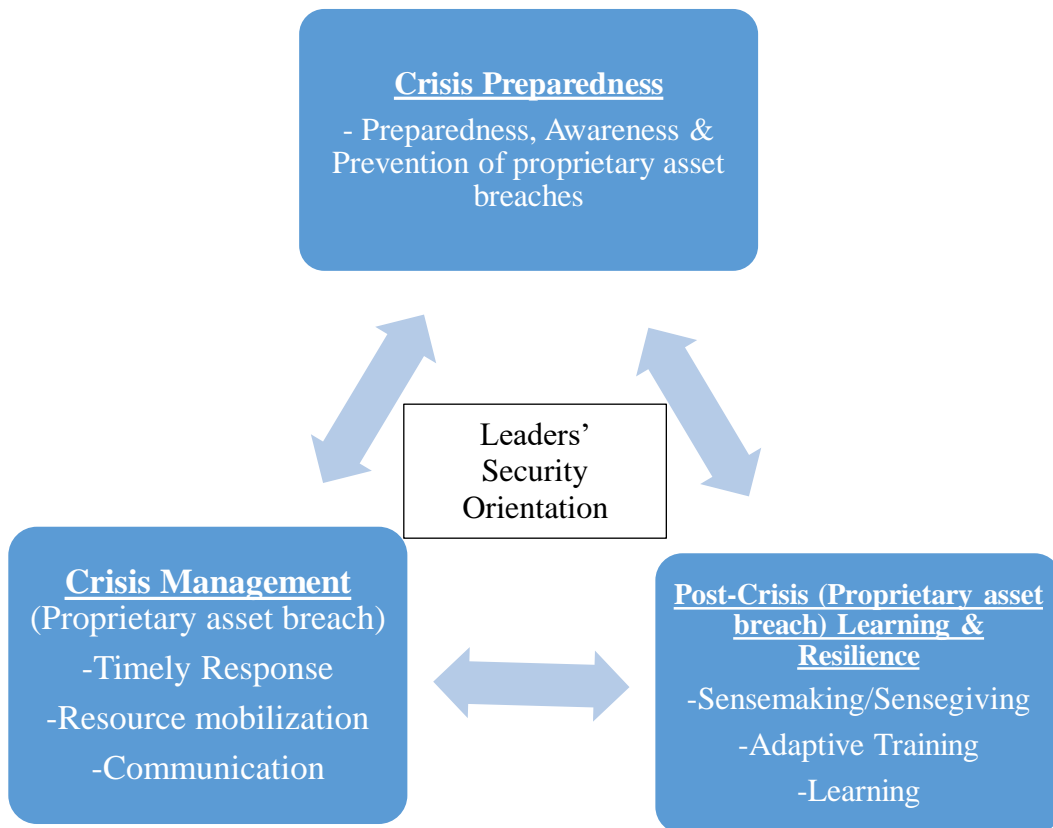 Crisis Preparedness
- Preparedness, Awareness &
Prevention of proprietary asset
breaches
Leaders’
Security
Orientation
Crisis Management
(Proprietary asset breach)
-Timely Response
-Resource mobilization
-Communication
Post-Crisis (Proprietary asset
breach) Learning &
Resilience
-Sensemaking/Sensegiving
-Adaptive Training
-Learning